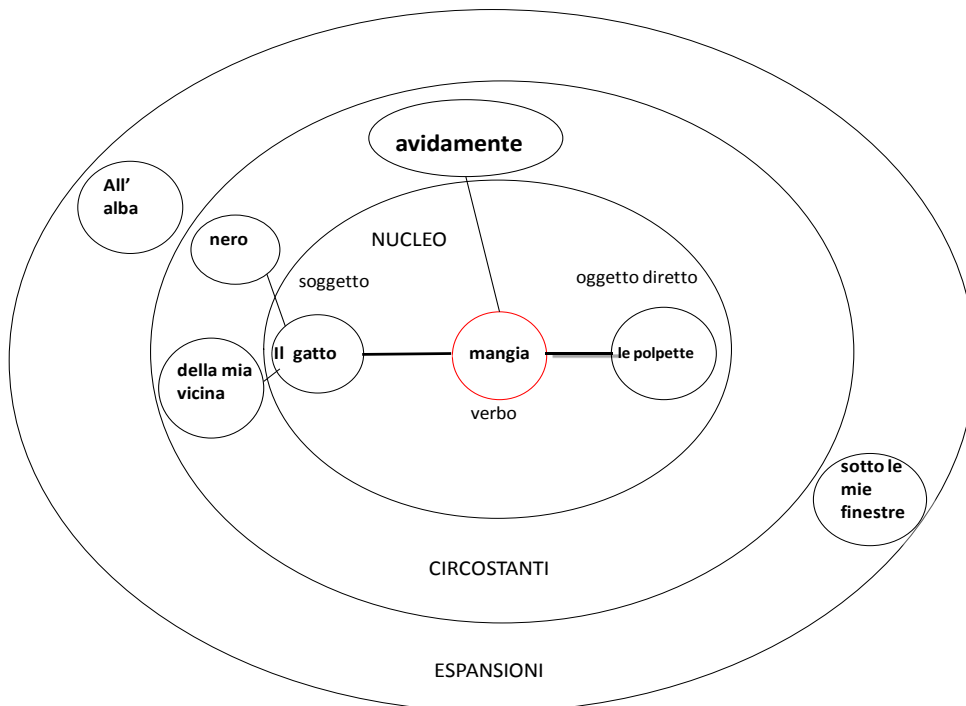 avidamente
All'
alba
nero
NUCLEO
soggetto
oggetto diretto
Il gatto
mangia
le polpette
della mia
vicina
verbo
sotto le
mie
finestre
CIRCOSTANTI
ESPANSIONI